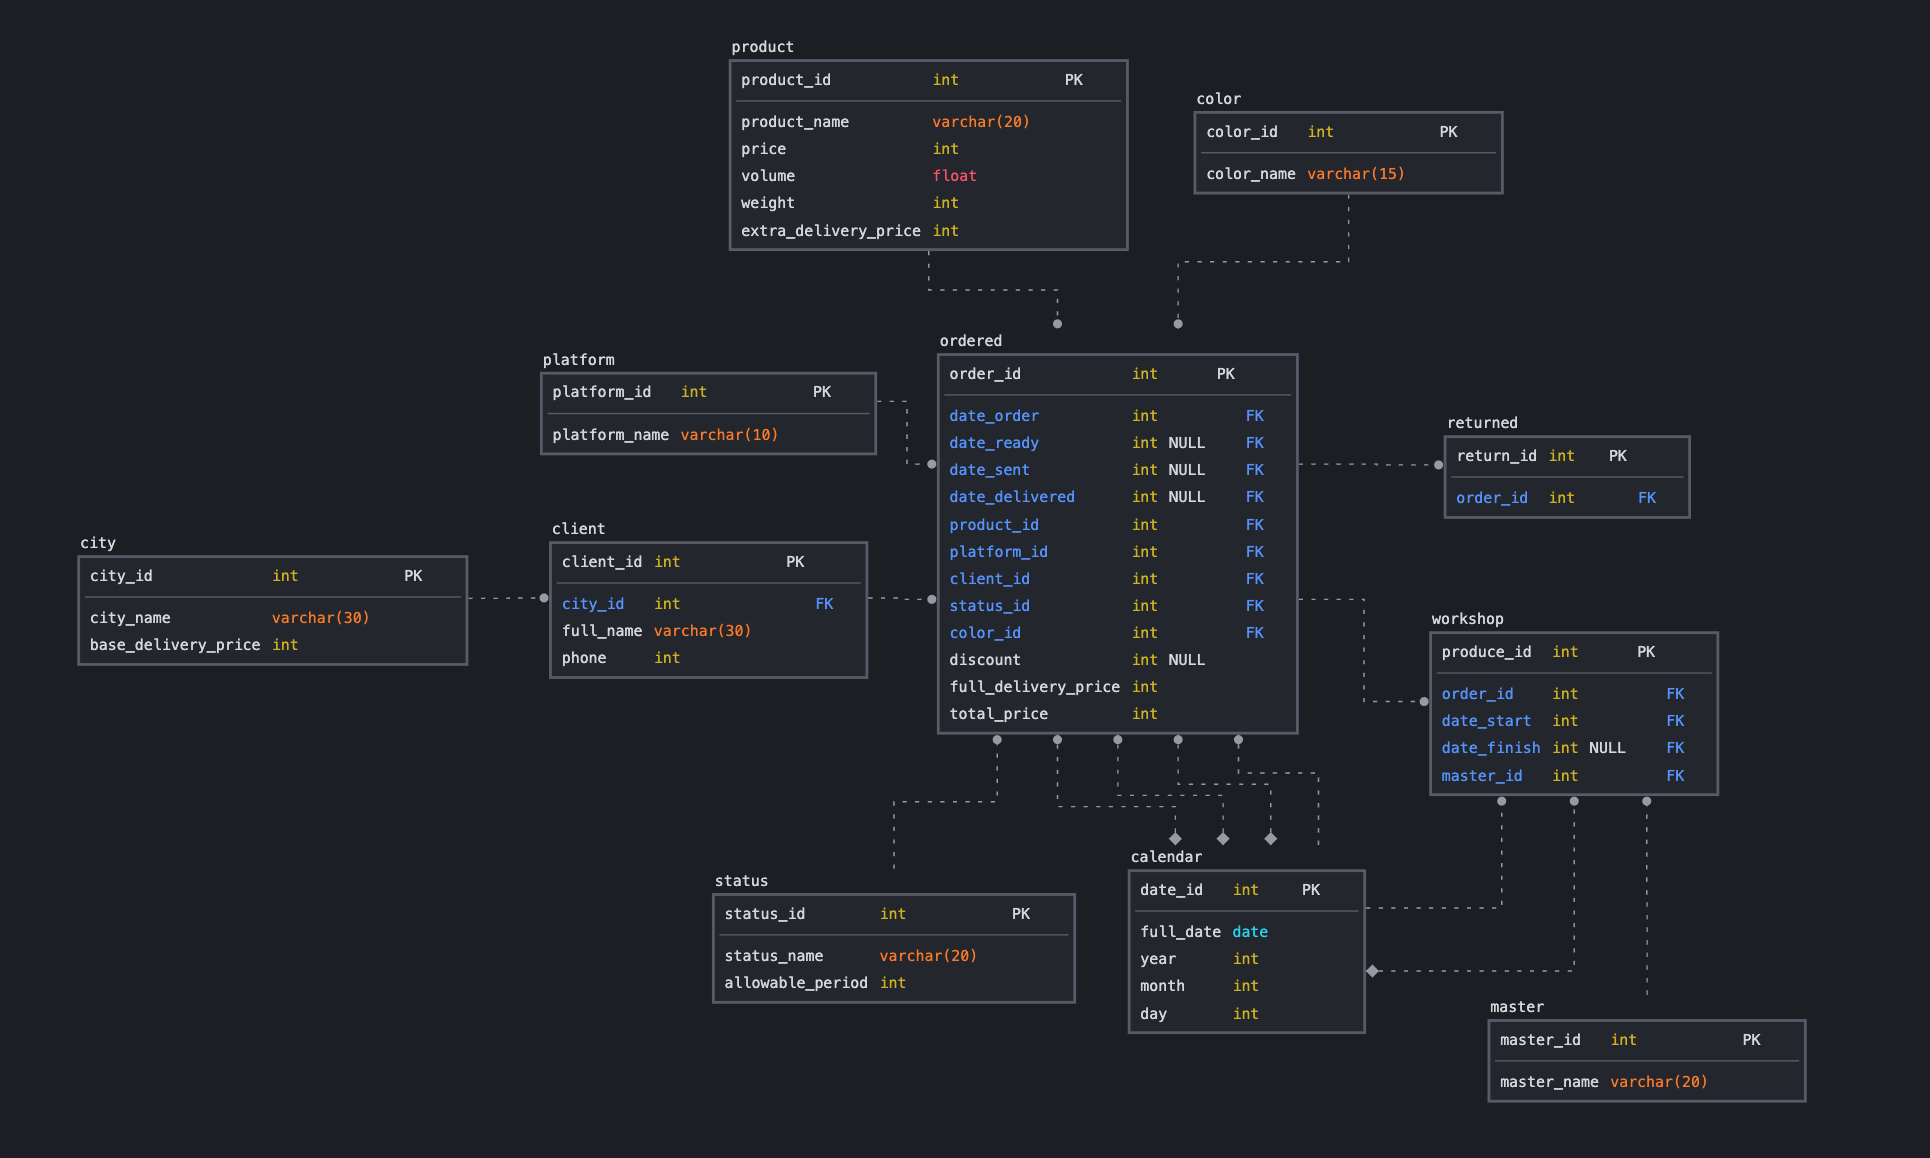 product
product_id int PK
product_name varchar(20)
price int
volume float
weight int
extra_delivery_price int
color
color_id int PK
color_name varchar(15)
platform
platform_id int PK
platform_name varchar(10)
ordered
order_id int PK
date_order int FK
date_ready int NULL FK
date_sent int NULL FK
date_delivered int NULL FK
product_id int FK
platform_id int FK
client_id int FK
status_id int FK
color_id int FK
discount int NULL
full_delivery_price int
total_price int
returned
return_id int PK
order_id int FK
city
city_id int PK
city_name varchar(30)
base_delivery_price int
client
client_id int PK
city_id int FK
full_name varchar(30)
phone int
workshop
produce_id int PK
order_id int FK
date_start int FK
date_finish int NULL FK
master_id int FK
status
status_id int PK
status_name varchar(20)
allowable_period int
calendar
date_id int PK
full_date date
year int
month int
day int
master
master_id int PK
master_name varchar(20)